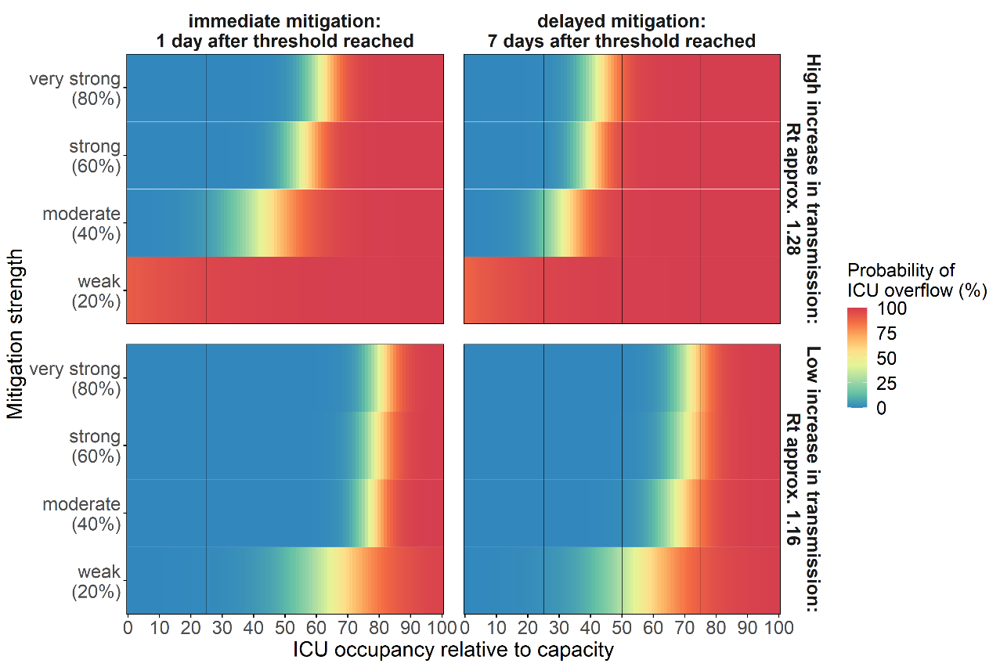 immediate mitigation:
1 day after threshold reached
delayed mitigation:
7 days after threshold reached
Mitigation strength
very strong
(80%)
strong
(60%)
moderate
(40%)
weak
(20%)
High increase in transmission:
Rt approx. 1.28
very strong
(80%)
strong
(60%)
moderate
(40%)
weak
(20%)
Low increase in transmission:
Rt approx. 1.16
0 10 20 30 40 50 60 70 80 90 100
0 10 20 30 40 50 60 70 80 90 100
ICU occupancy relative to capacity
Probability of
ICU overflow (%)
100
75
50
25
0